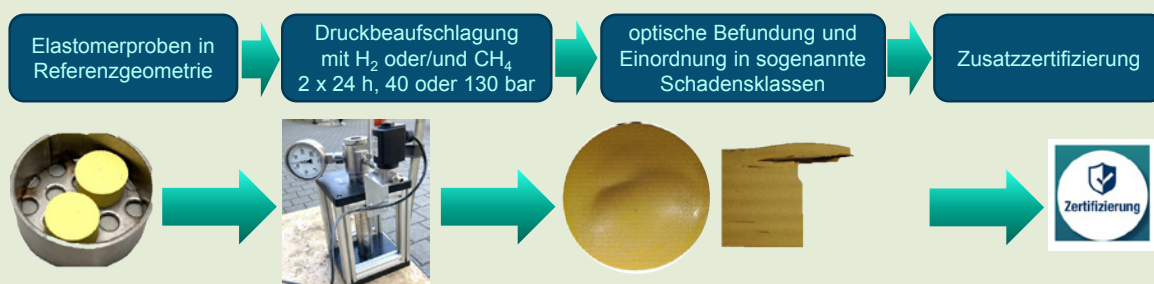 Elastomerproben in
Referenzgeometrie
Druckbeaufschlagung
mit H₂ oder/und CH₄
2 x 24 h, 40 oder 130 bar
optische Befundung und
Einordnung in sogenannte
Schadensklassen
Zusatzzertifizierung
Zertifizierung